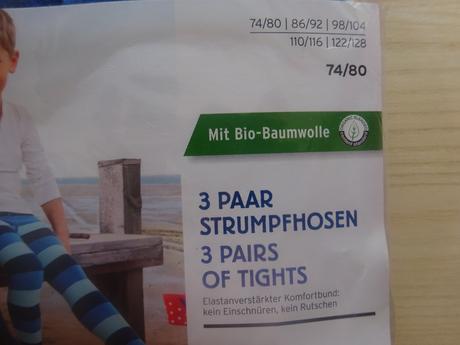 74/80 | 86/92 | 98/104
110/116 | 122/128
74/80
Mit Bio-Baumwolle
3 PAAR
STRUMPFHOSEN
3 PAIRS
OF TIGHTS
Elastanverstärkter Komfortbund:
kein Einschnüren, kein Rutschen